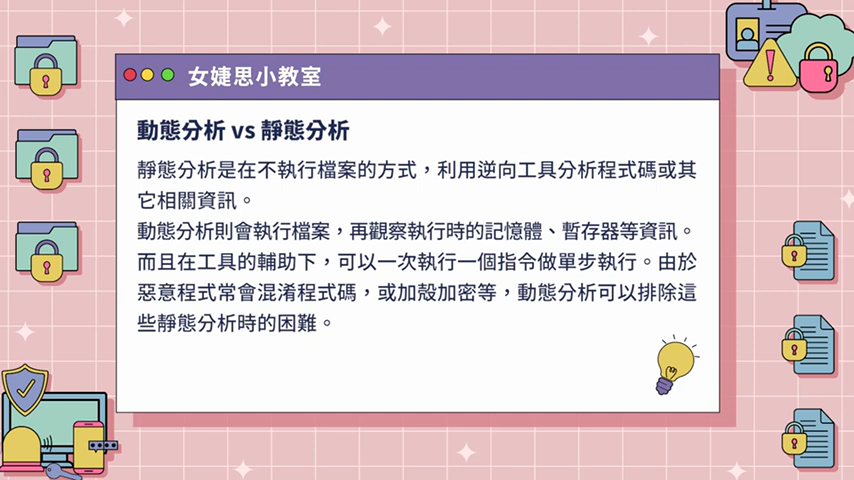 女婕思小教室
動態分析 vs 靜態分析
靜態分析是在不執行檔案的方式，利用逆向工具分析程式碼或其
它相關資訊。
動態分析則會執行檔案，再觀察執行時的記憶體、暫存器等資訊。
而且在工具的輔助下，可以一次執行一個指令做單步執行。由於
惡意程式常會混淆程式碼，或加殼加密等，動態分析可以排除這
些靜態分析時的困難。